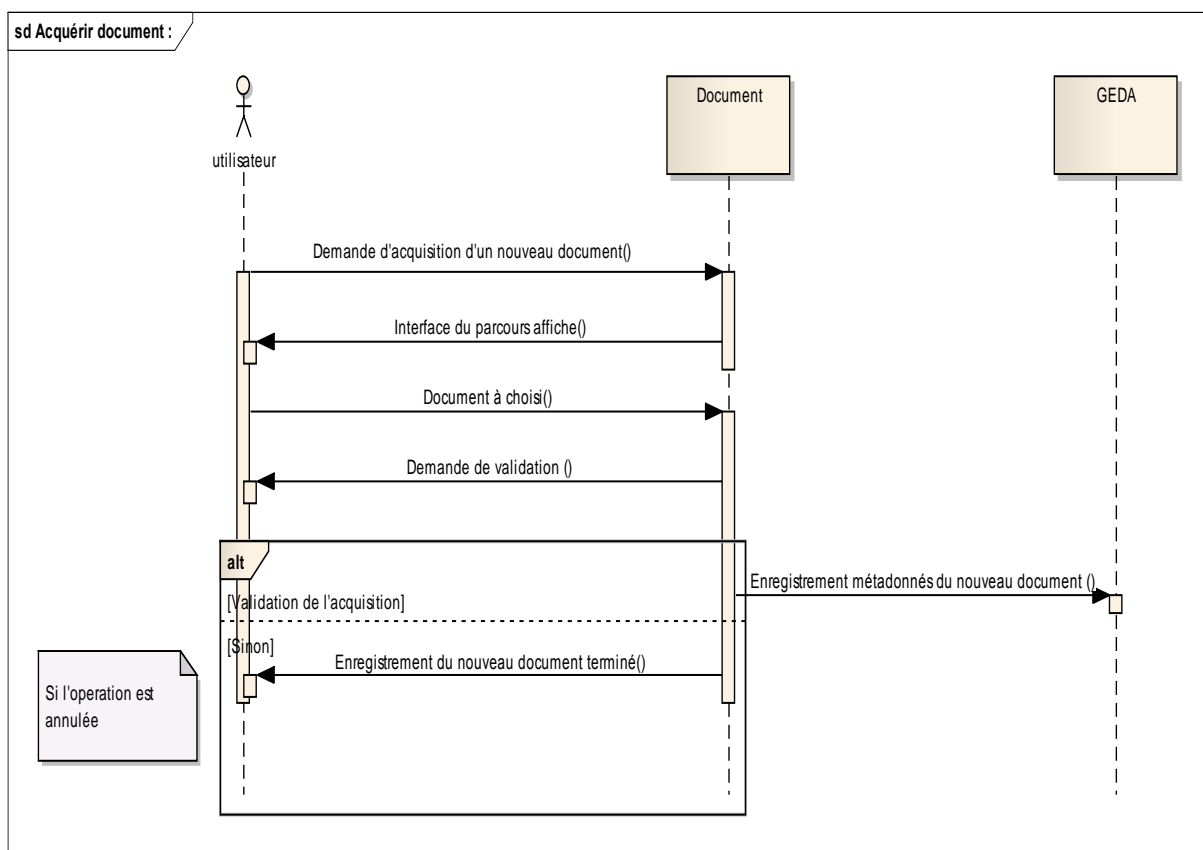 sd Acquérir document :
utilisateur
Document
GEDA
Demande d'acquisition d'un nouveau document()
Interface du parcours affiche()
Document à choisi()
Demande de validation ()
alt
Enregistrement métadonnés du nouveau document ()
[Validation de l'acquisition]
[Sinon]
Enregistrement du nouveau document terminé()
Si l'operation est
annulée